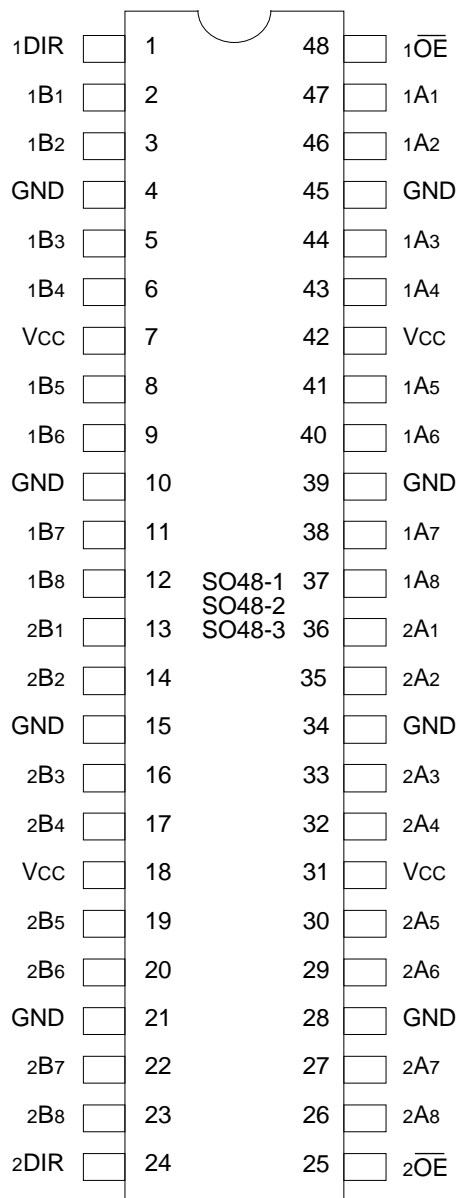 1DIR 1 48 1O̅E̅
1B1 2 47 1A1
1B2 3 46 1A2
GND 4 45 GND
1B3 5 44 1A3
1B4 6 43 1A4
VCC 7 42 VCC
1B5 8 41 1A5
1B6 9 40 1A6
GND 10 39 GND
1B7 11 38 1A7
1B8 12 SO48-1 37 1A8
SO48-2
2B1 13 SO48-3 36 2A1
2B2 14 35 2A2
GND 15 34 GND
2B3 16 33 2A3
2B4 17 32 2A4
VCC 18 31 VCC
2B5 19 30 2A5
2B6 20 29 2A6
GND 21 28 GND
2B7 22 27 2A7
2B8 23 26 2A8
2DIR 24 25 2O̅E̅